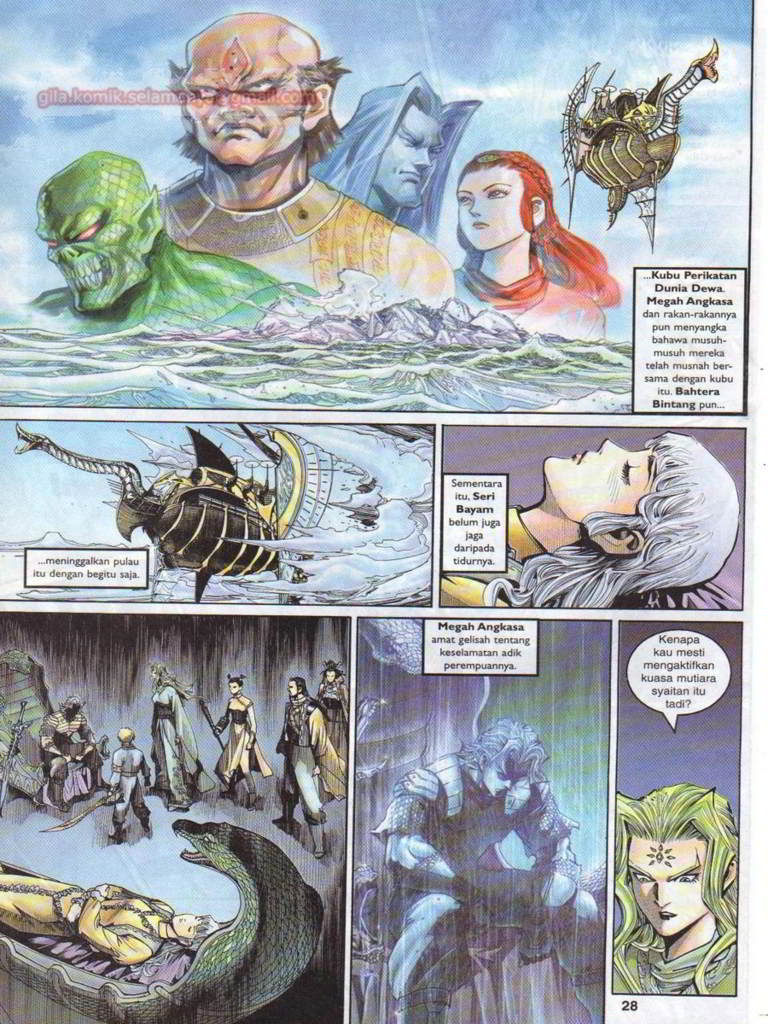 gila.komik.selamanya@gmail.com
...Kubu Perikatan
Dunia Dewa.
Megah Angkasa
dan rakan-rakannya
pun menyangka
bahawa musuh-
musuh mereka
telah musnah ber-
sama dengan kubu
itu. Bahtera
Bintang pun...
...meninggalkan pulau
itu dengan begitu saja.
Sementara
itu, Seri
Bayam
belum juga
jaga
daripada
tidurnya.
Megah Angkasa
amat gelisah tentang
keselamatan adik
perempuannya.
Kenapa
kau mesti
mengaktifkan
kuasa mutiara
syaitan itu
tadi?
28